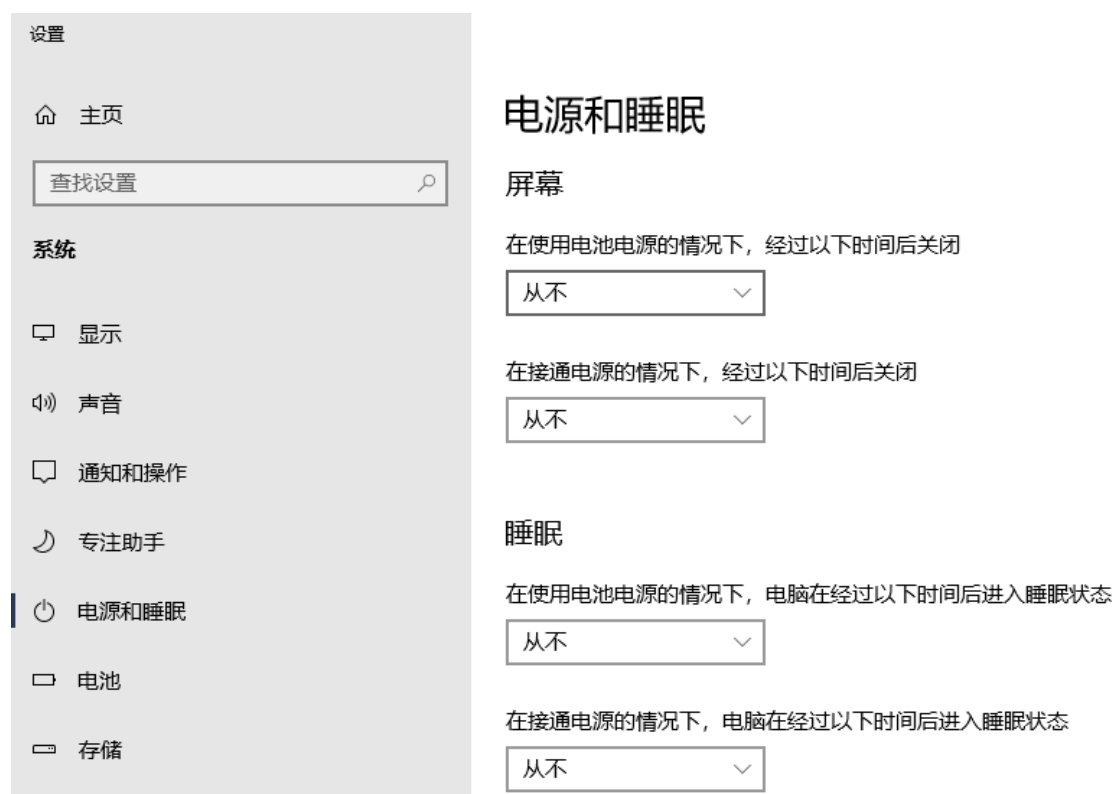 设置
主页
查找设置
系统
显示
声音
通知和操作
专注助手
电源和睡眠
电池
存储
电源和睡眠
屏幕
在使用电池电源的情况下，经过以下时间后关闭
从不
在接通电源的情况下，经过以下时间后关闭
从不
睡眠
在使用电池电源的情况下，电脑在经过以下时间后进入睡眠状态
从不
在接通电源的情况下，电脑在经过以下时间后进入睡眠状态
从不